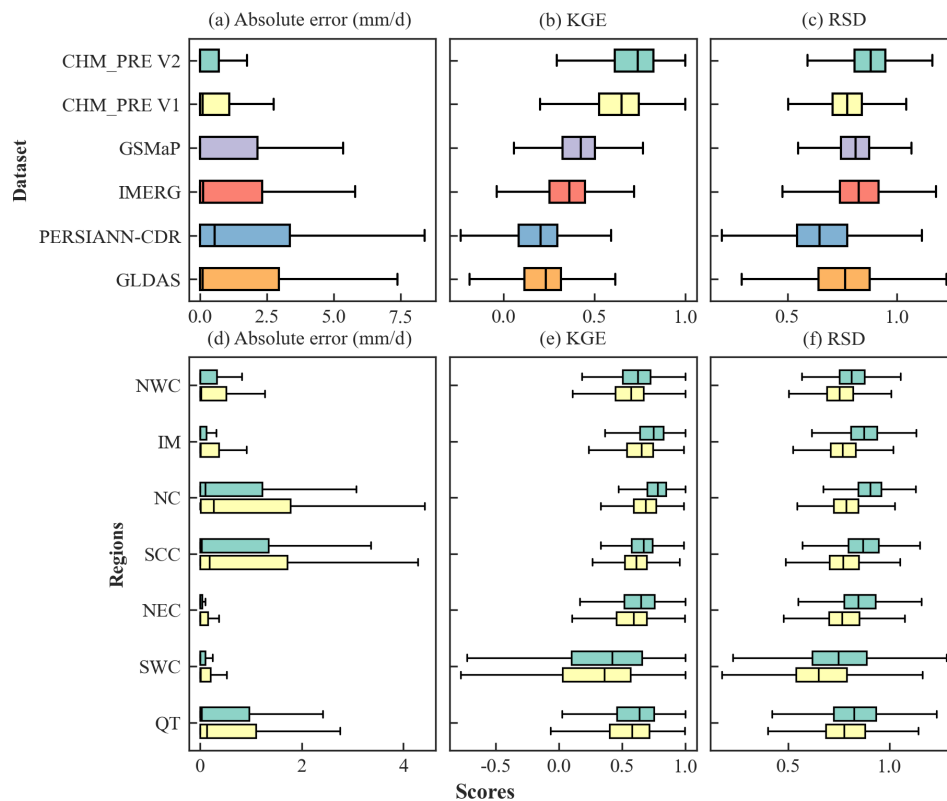 (a) Absolute error (mm/d)
(b) KGE
(c) RSD
Dataset
CHM_PRE V2
CHM_PRE V1
GSMaP
IMERG
PERSIANN-CDR
GLDAS
0.0 2.5 5.0 7.5
0.0 0.5 1.0
0.5 1.0
(d) Absolute error (mm/d)
(e) KGE
(f) RSD
Regions
NWC
IM
NC
SCC
NEC
SWC
QT
0 2 4
-0.5 0.0 0.5 1.0
0.5 1.0
Scores